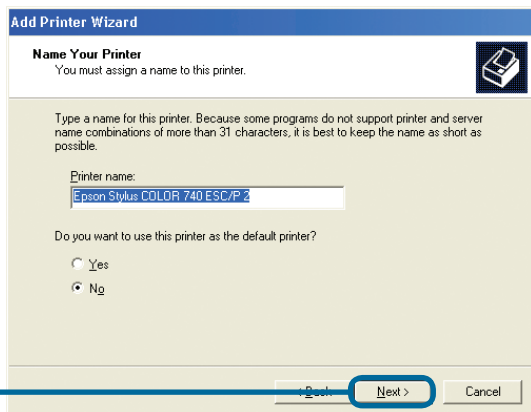 Add Printer Wizard
Name Your Printer
You must assign a name to this printer.
Type a name for this printer. Because some programs do not support printer and server
name combinations of more than 31 characters, it is best to keep the name as short as
possible.
Printer name:
Epson Stylus COLOR 740 ESC/P 2
Do you want to use this printer as the default printer?
Yes
No
< Back Next > Cancel